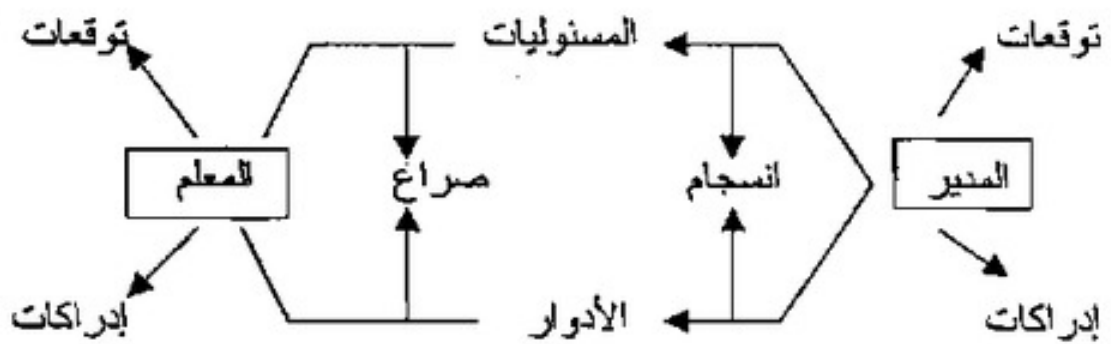 توقعات المسئوليات توقعات
المدير انسجام صراع المعلم
إدراكات الأدوار إدراكات